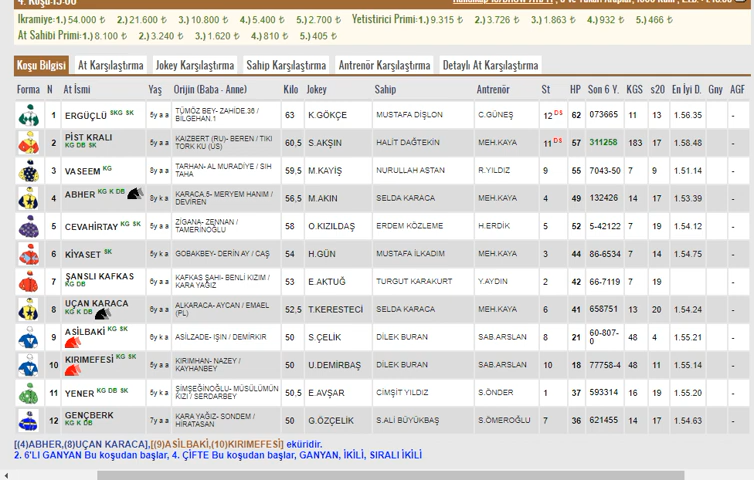 4. Koşu:15.00
Ikramiye:1.)54.000 2.)21.600 3.)10.800 4.)5.400 5.)2.700 Yetistirici Primi:1.)9.315 2.)3.726 3.)1.863 4.)932 5.)466
At Sahibi Primi:1.)8.100 2.)3.240 3.)1.620 4.)810 5.)405
Koşu Bilgisi At Karşılaştırma Jokey Karşılaştırma Sahip Karşılaştırma Antrenör Karşılaştırma Detaylı At Karşılaştırma
Forma N At İsmi Yaş Orijin (Baba - Anne) Kilo Jokey Sahip Antrenör St HP Son 6 Y. KGS s20 En İyi D. Gny AGF
1 ERGÜÇLÜ SKG SK 6y a a TÜMÖZ BEY- ZAHİDE.36 / BİLGEHAN.1 63 K.GÖKÇE MUSTAFA DİŞLON C.GÜNEŞ 12 DS 62 073665 11 13 1.56.35 -
2 PİST KRALI KG DB SK 5y a a KAIZBERT (RU)- BEREN / TIKI TORK KU (US) 60,5 S.AKŞIN HALİT DAĞTEKİN MEH.KAYA 11 DS 57 311258 183 17 1.58.48 -
3 VASEEM KG 8y a a TARHAN- AL MURADİYE / SIH TAHA 59,5 M.KAYİŞ NURULLAH ASTAN R.YILDIZ 9 55 7043-50 7 9 1.51.14 -
4 ABHER KG K DB 8y k a KARACA.5- MERYEM HANIM / DEVİREN 56,5 M.AKIN SELDA KARACA MEH.KAYA 4 49 132426 14 17 1.53.39 -
5 CEVAHİRTAY KG SK 5y a a ZİGANA- ZENNAN / TAMERİNOĞLU 58 O.KIZILDAŞ ERDEM KÖZLEME H.ERDİK 5 52 5-42122 7 19 1.54.12 -
6 KİYASET SK 5y k a GOBAKBEY- DERİN AY / CAŞ 54 H.GÜN MUSTAFA İLKADIM MEH.KAYA 3 44 86-6534 7 14 1.54.75 -
7 ŞANSLI KAFKAS KG DB 5y a a KAFKAS ŞAHI- BENLİ KIZIM / KARA YAĞIZ 53 E.AKTUĞ TURGUT KARAKURT Y.AYDIN 2 42 66-7119 7 19 -
8 UÇAN KARACA KG K DB 6y a a ALKARACA- AYCAN / EMAEL (PL) 52,5 T.KERESTECİ SELDA KARACA MEH.KAYA 6 41 658751 13 20 1.54.24 -
9 ASİLBAKİ KG SK 6y k a ASİLZADE- IŞIN / DEMİRKIR 50 S.ÇELİK DİLEK BURAN SAB.ARSLAN 8 21 60-807-0 48 4 1.55.21 -
10 KIRIMEFESİ KG SK 5y a a KIRIMHAN- NAZEY / KAYHANBEY 50 U.DEMİRBAŞ DİLEK BURAN SAB.ARSLAN 10 18 77758-4 48 11 1.55.14 -
11 YENER KG DB SK 5y k a ŞİMŞEĞİNOĞLU- MÜSÜLÜMÜN KIZI / SERDARBEY 50,5 E.AVŞAR CİMŞİT YILDIZ S.ÖNDER 1 37 593314 16 19 1.55.20 -
12 GENÇBERK KG K DB 7y a a KARA YAĞIZ- SONDEM / HİRATASAN 50 G.ÖZÇELİK S.ALİ BÜYÜKBAŞ S.ÖMEROĞLU 7 36 621455 14 17 1.54.63 -
[(4)ABHER,(8)UÇAN KARACA],[(9)ASİLBAKİ,(10)KIRIMEFESİ] eküridir.
2. 6'LI GANYAN Bu koşudan başlar, 4. ÇİFTE Bu koşudan başlar, GANYAN, İKİLİ, SIRALI İKİLİ